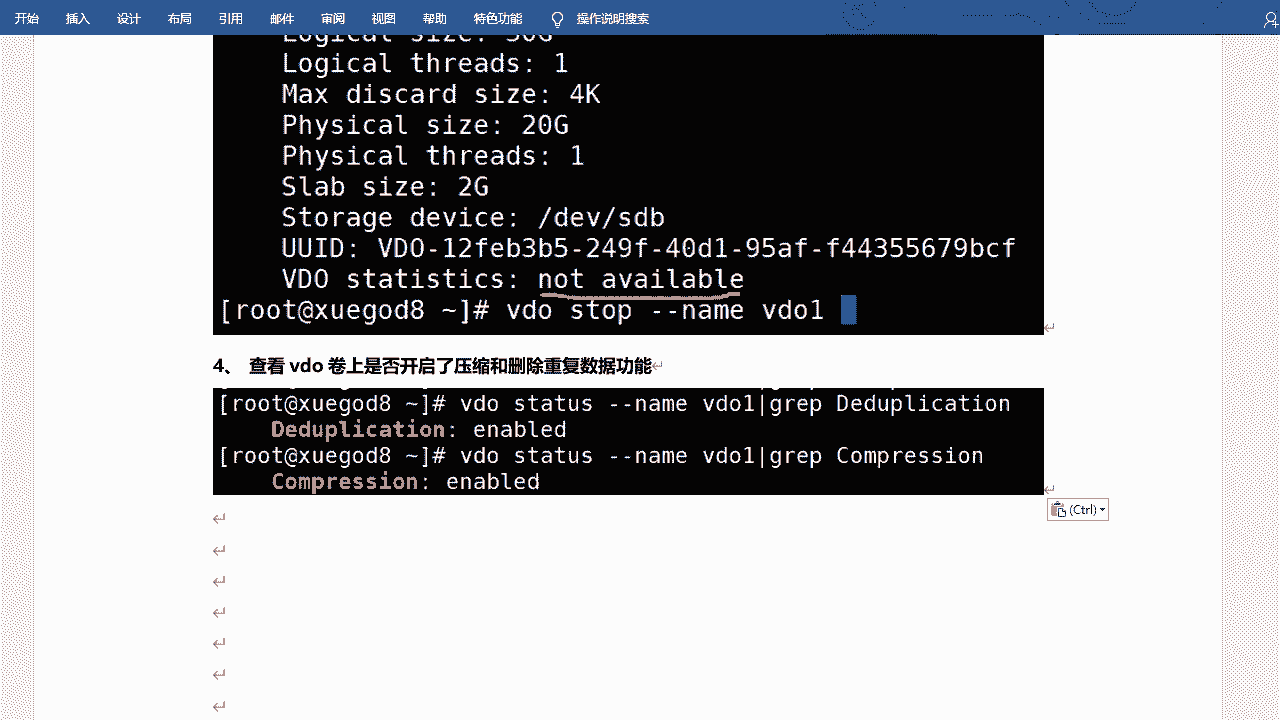 开始 插入 设计 布局 引用 邮件 审阅 视图 帮助 特色功能 操作说明搜索
Logical size: 50G
Logical threads: 1
Max discard size: 4K
Physical size: 20G
Physical threads: 1
Slab size: 2G
Storage device: /dev/sdb
UUID: VDO-12feb3b5-249f-40d1-95af-f44355679bcf
VDO statistics: not available
[root@xuegod8 ~]# vdo stop --name vdo1
4、 查看 vdo 卷上是否开启了压缩和删除重复数据功能
[root@xuegod8 ~]# vdo status --name vdo1|grep Deduplication
Deduplication: enabled
[root@xuegod8 ~]# vdo status --name vdo1|grep Compression
Compression: enabled
(Ctrl)